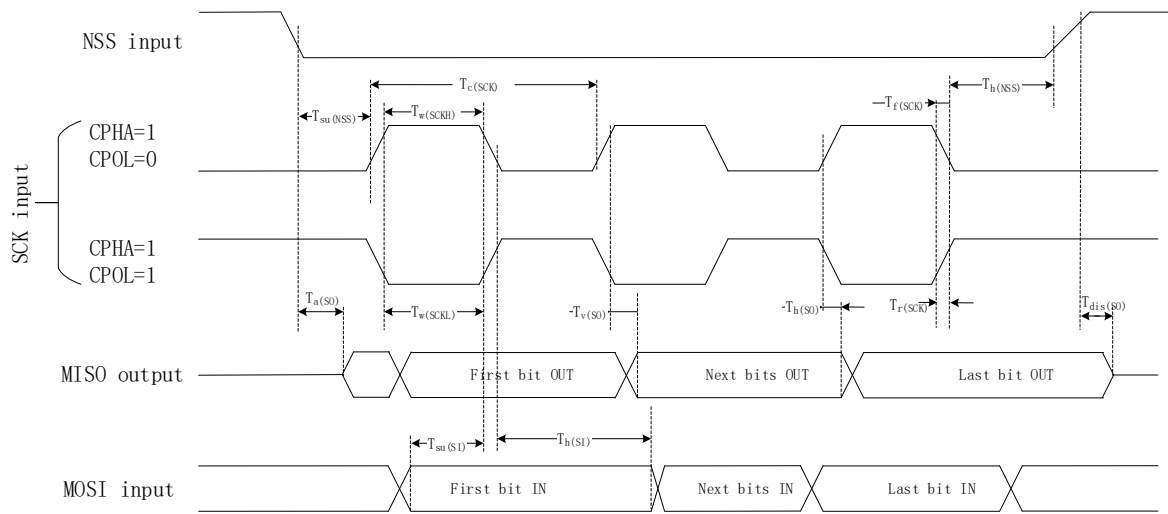 NSS input
Tc(SCK)
Th(NSS)
Tf(SCK)
Tsu(NSS)
Tw(SCKH)
SCK input
CPHA=1
CPOL=0
CPHA=1
CPOL=1
Ta(SO)
Tw(SCKL)
Tv(SO)
Th(SO)
Tr(SCK)
Tdis(SO)
MISO output
First bit OUT
Next bits OUT
Last bit OUT
Tsu(SI)
Th(SI)
MOSI input
First bit IN
Next bits IN
Last bit IN